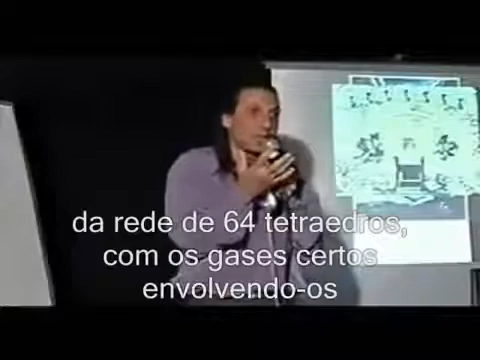 da rede de 64 tetraedros,
com os gases certos
envolvendo-os